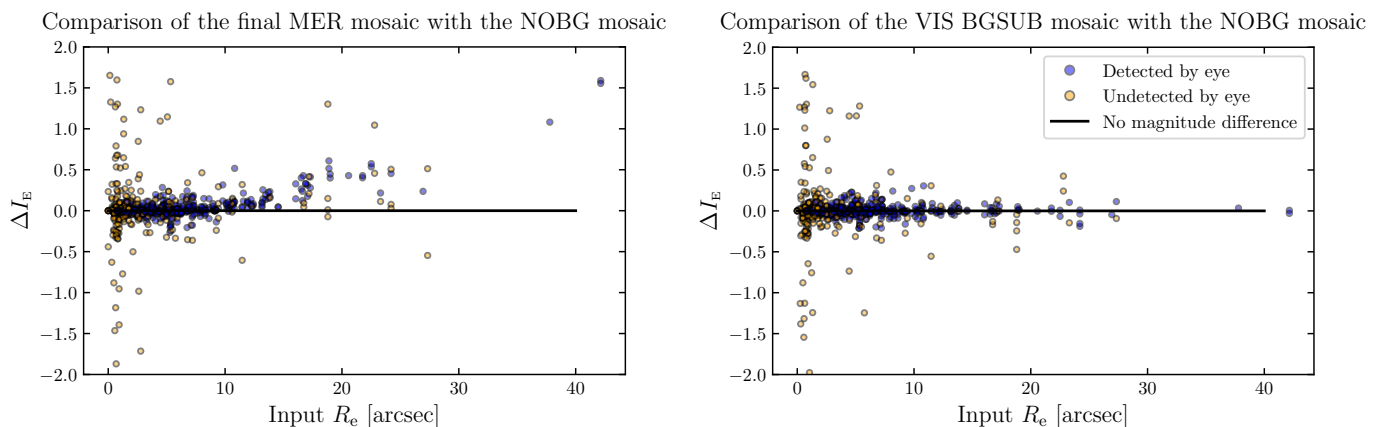 Comparison of the final MER mosaic with the NOBG mosaic
2.0
1.5
1.0
0.5
0.0
−0.5
−1.0
−1.5
−2.0
ΔI_E
0 10 20 30 40
Input R_e [arcsec]
Comparison of the VIS BGSUB mosaic with the NOBG mosaic
Detected by eye
Undetected by eye
No magnitude difference
2.0
1.5
1.0
0.5
0.0
−0.5
−1.0
−1.5
−2.0
ΔI_E
0 10 20 30 40
Input R_e [arcsec]